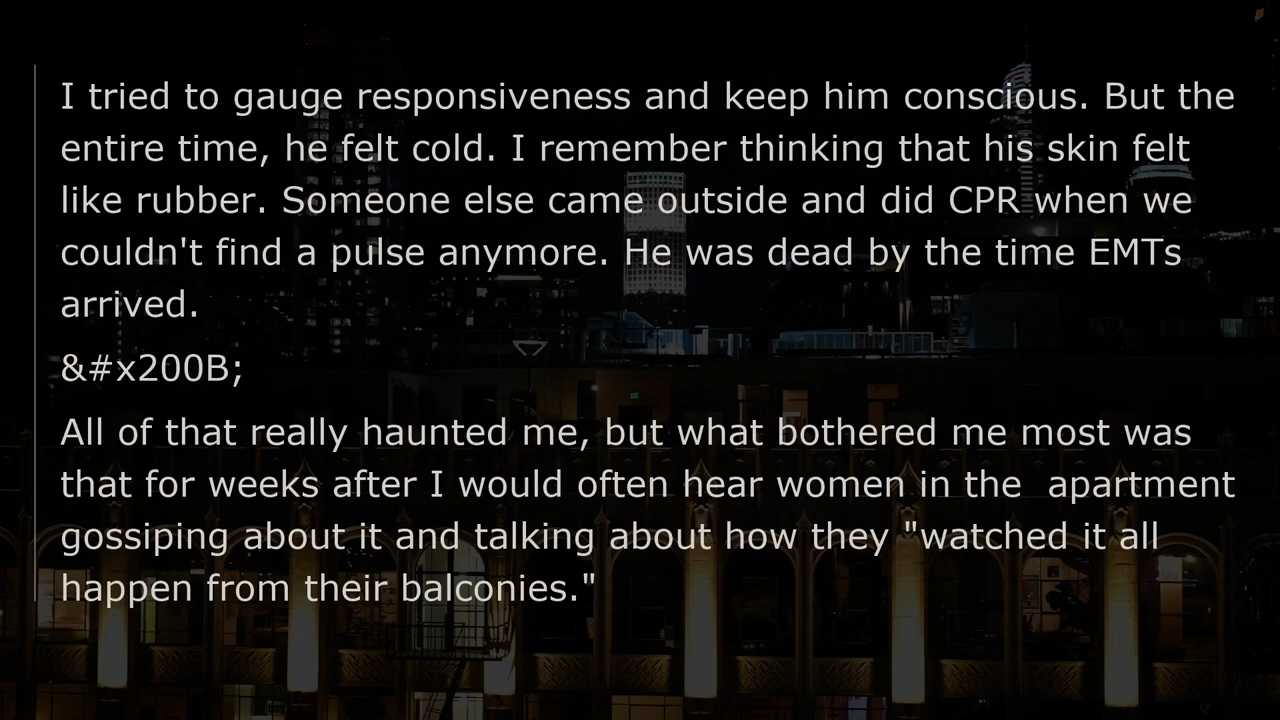 I tried to gauge responsiveness and keep him conscious. But the
entire time, he felt cold. I remember thinking that his skin felt
like rubber. Someone else came outside and did CPR when we
couldn't find a pulse anymore. He was dead by the time EMTs
arrived.
&#x200B;
All of that really haunted me, but what bothered me most was
that for weeks after I would often hear women in the  apartment
gossiping about it and talking about how they "watched it all
happen from their balconies."